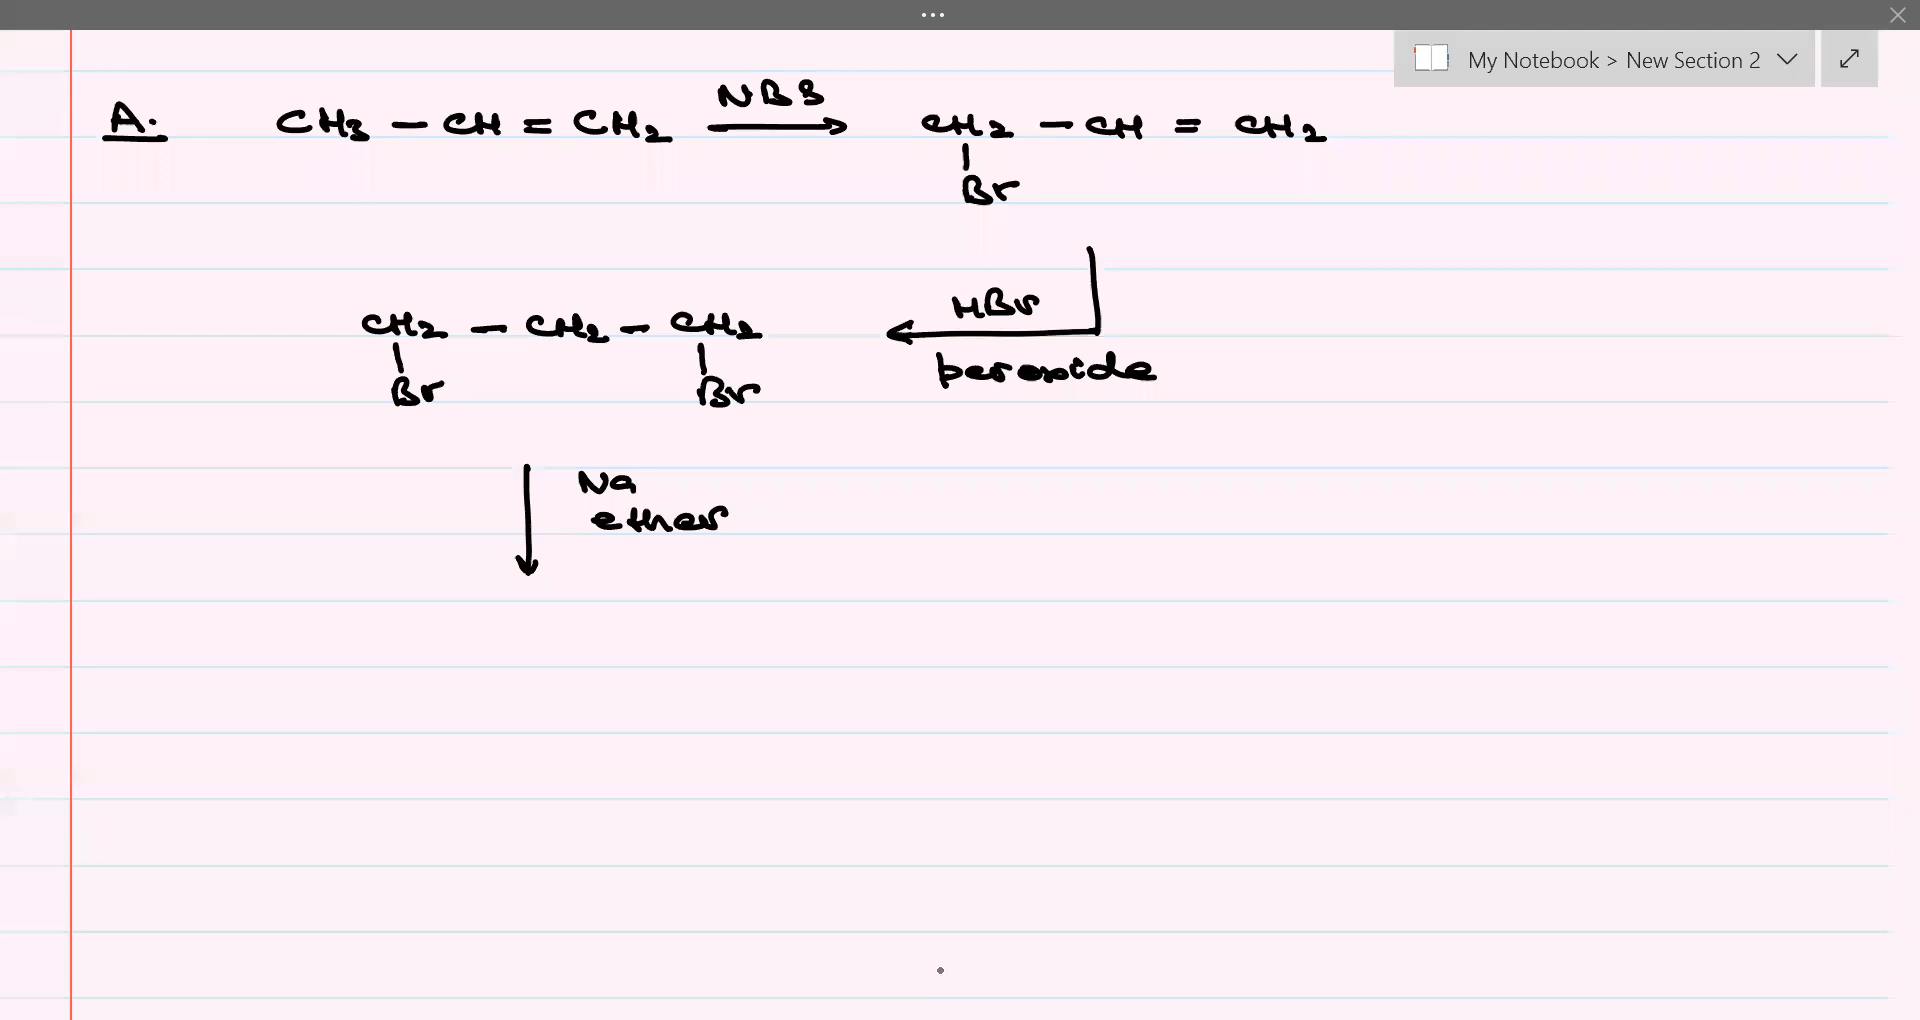 My Notebook > New Section 2
NBS
A. CH3 - CH = CH2 → CH2 - CH = CH2
Br
HBr
CH2 - CH2 - CH2 ←
peroxide
Br Br
Na
ether